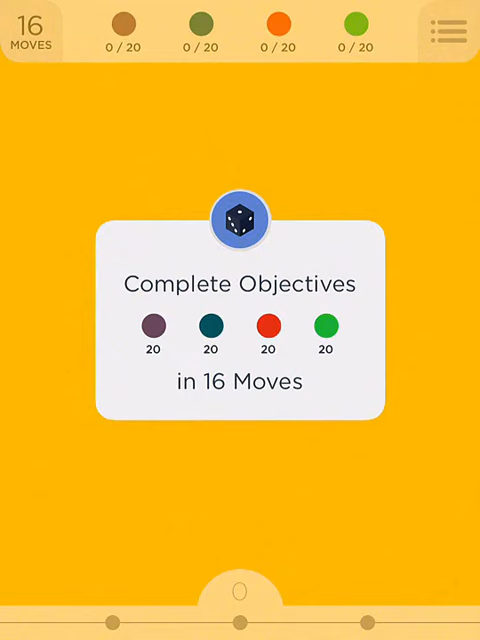 16
MOVES
0 / 20 0 / 20 0 / 20 0 / 20
Complete Objectives
20 20 20 20
in 16 Moves
0